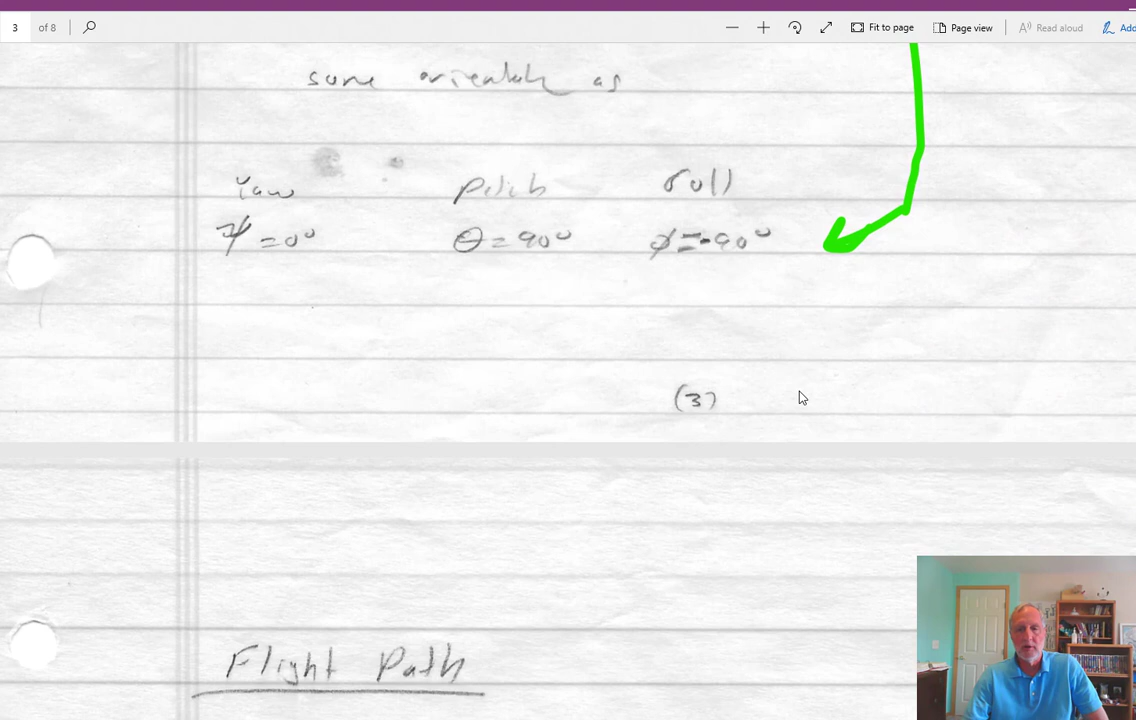 3 of 8 Fit to page Page view Read aloud Add
same orientation as
Yaw pitch roll
ψ = 0° θ = 90° φ = -90°
(3)
Flight Path